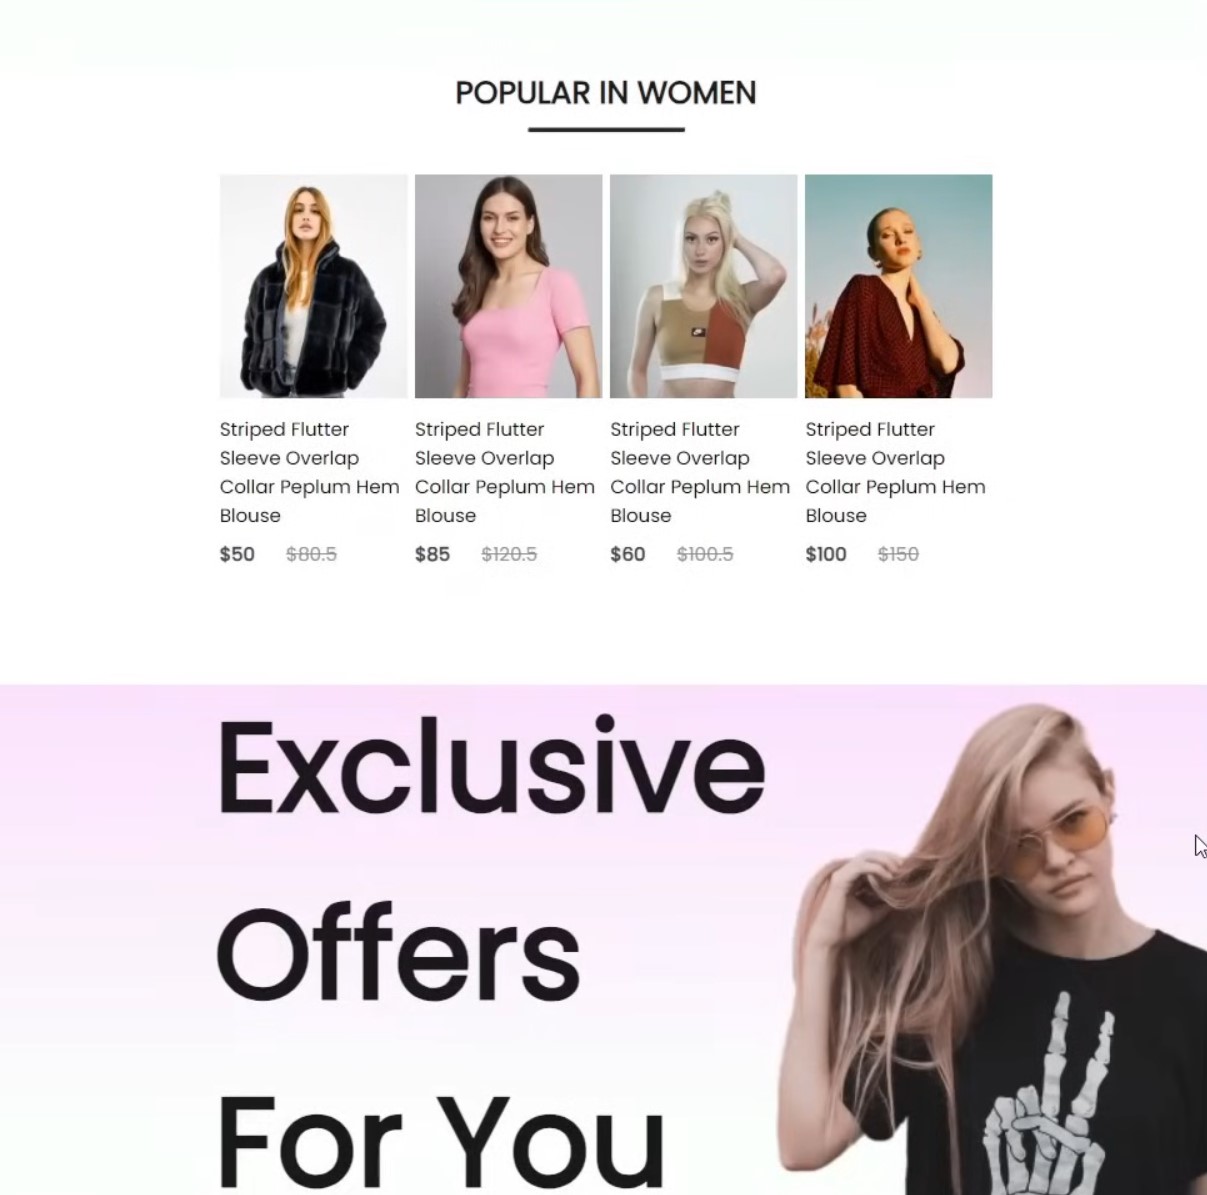 POPULAR IN WOMEN
Striped Flutter
Sleeve Overlap
Collar Peplum Hem
Blouse
$50 $80.5
Striped Flutter
Sleeve Overlap
Collar Peplum Hem
Blouse
$85 $120.5
Striped Flutter
Sleeve Overlap
Collar Peplum Hem
Blouse
$60 $100.5
Striped Flutter
Sleeve Overlap
Collar Peplum Hem
Blouse
$100 $150
Exclusive
Offers
For You